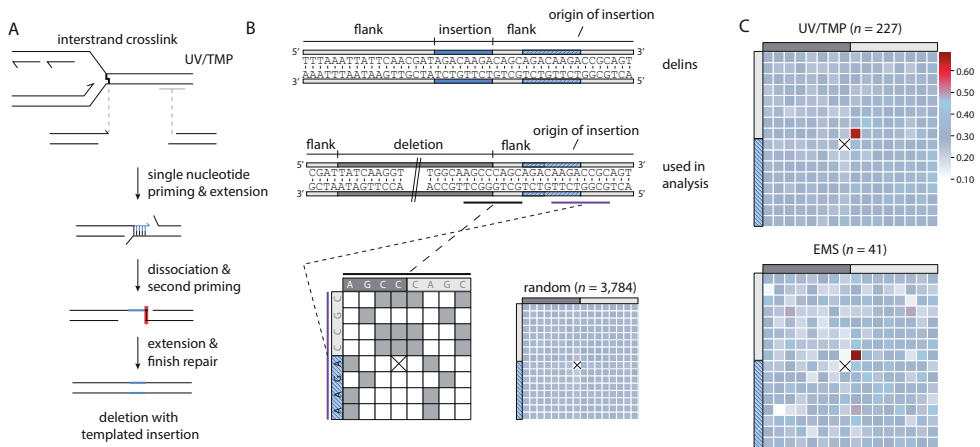 A
interstrand crosslink
UV/TMP
single nucleotide
priming & extension
dissociation &
second priming
extension &
finish repair
deletion with
templated insertion
B
origin of insertion
flank
insertion
flank
5′
3′
TTTAAATTATTCAACGATAGACAAGACAGCAGACAAGACCGCAGT
AAATTTAATAAGTTGCTATCTGTTCTGTCGTCTGTTCTGGCGTCA
3′
5′
delins
origin of insertion
flank
deletion
flank
5′
3′
CGATTATCAAGGT TGGCAAGCCCAGCAGACAAGACCGCAGT
GCTAATAGTTCCA ACCGTTCGGGTCGTCTGTTCTGGCGTCA
3′
5′
used in
analysis
A G C C C A G C
A A G A C C G C
random (n = 3,784)
C
UV/TMP (n = 227)
0.60
0.50
0.40
0.30
0.20
0.10
EMS (n = 41)